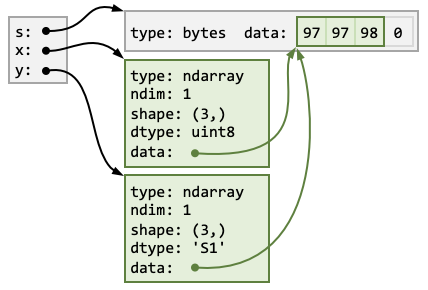 s:
x:
y:
type: bytes  data: 97 97 98 0
type: ndarray
ndim: 1
shape: (3,)
dtype: uint8
data:
type: ndarray
ndim: 1
shape: (3,)
dtype: 'S1'
data: